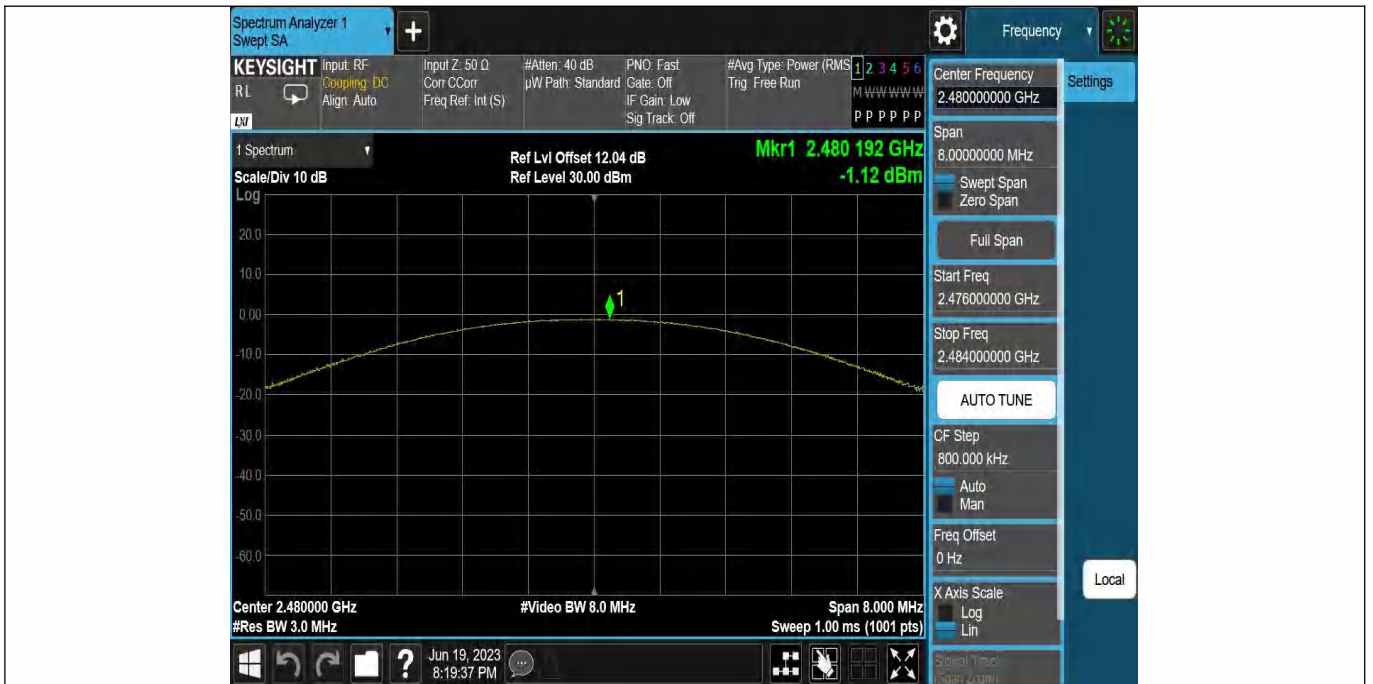 Spectrum Analyzer 1
Swept SA
+
Frequency
KEYSIGHT
RL
LXI
Input: RF
Coupling: DC
Align: Auto
Input Z: 50 Ω
Corr CCorr
Freq Ref: Int (S)
#Atten: 40 dB
µW Path: Standard
PNO: Fast
Gate: Off
IF Gain: Low
Sig Track: Off
#Avg Type: Power (RMS
Trig: Free Run
1 2 3 4 5 6
M W W W W W
P P P P P P
1 Spectrum
Scale/Div 10 dB
Ref Lvl Offset 12.04 dB
Ref Level 30.00 dBm
Mkr1 2.480 192 GHz
-1.12 dBm
Log
20.0
10.0
0.00
-10.0
-20.0
-30.0
-40.0
-50.0
-60.0
1
Center 2.480000 GHz
#Res BW 3.0 MHz
#Video BW 8.0 MHz
Span 8.000 MHz
Sweep 1.00 ms (1001 pts)
Center Frequency
2.480000000 GHz
Settings
Span
8.00000000 MHz
Swept Span
Zero Span
Full Span
Start Freq
2.476000000 GHz
Stop Freq
2.484000000 GHz
AUTO TUNE
CF Step
800.000 kHz
Auto
Man
Freq Offset
0 Hz
X Axis Scale
Log
Lin
Signal Track
(Span Zoom)
Local
?
Jun 19, 2023
8:19:37 PM